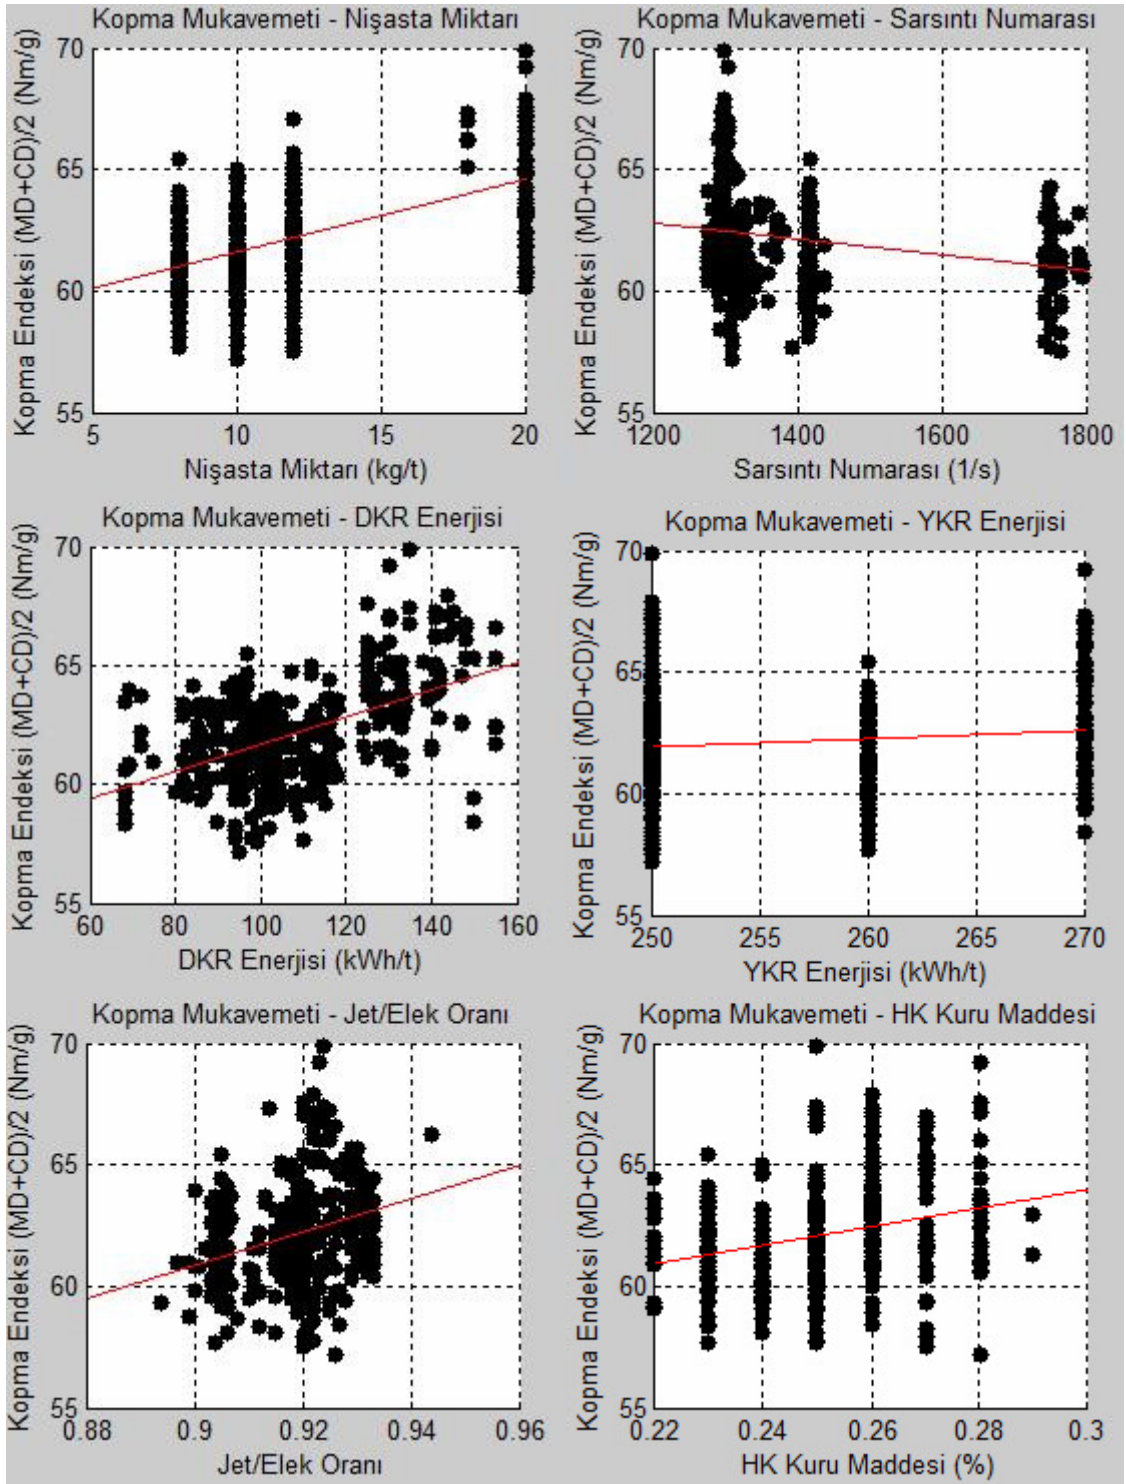 Kopma Mukavemeti - Nişasta Miktarı
Kopma Endeksi (MD+CD)/2 (Nm/g)
70
65
60
55
5
10
15
20
Nişasta Miktarı (kg/t)
Kopma Mukavemeti - Sarsıntı Numarası
Kopma Endeksi (MD+CD)/2 (Nm/g)
70
65
60
55
1200
1400
1600
1800
Sarsıntı Numarası (1/s)
Kopma Mukavemeti - DKR Enerjisi
Kopma Endeksi (MD+CD)/2 (Nm/g)
70
65
60
55
60
80
100
120
140
160
DKR Enerjisi (kWh/t)
Kopma Mukavemeti - YKR Enerjisi
Kopma Endeksi (MD+CD)/2 (Nm/g)
70
65
60
55
250
255
260
265
270
YKR Enerjisi (kWh/t)
Kopma Mukavemeti - Jet/Elek Oranı
Kopma Endeksi (MD+CD)/2 (Nm/g)
70
65
60
55
0.88
0.9
0.92
0.94
0.96
Jet/Elek Oranı
Kopma Mukavemeti - HK Kuru Maddesi
Kopma Endeksi (MD+CD)/2 (Nm/g)
70
65
60
55
0.22
0.24
0.26
0.28
0.3
HK Kuru Maddesi (%)